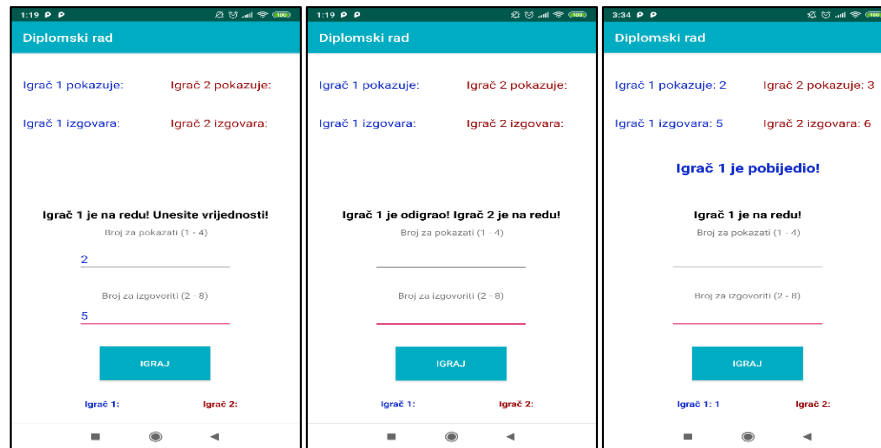 1:19
Diplomski rad
Igrač 1 pokazuje: Igrač 2 pokazuje:
Igrač 1 izgovara: Igrač 2 izgovara:
Igrač 1 je na redu! Unesite vrijednosti!
Broj za pokazati (1 - 4)
2
Broj za izgovoriti (2 - 8)
5
IGRAJ
Igrač 1: Igrač 2:
1:19
Diplomski rad
Igrač 1 pokazuje: Igrač 2 pokazuje:
Igrač 1 izgovara: Igrač 2 izgovara:
Igrač 1 je odigrao! Igrač 2 je na redu!
Broj za pokazati (1 - 4)
Broj za izgovoriti (2 - 8)
IGRAJ
Igrač 1: Igrač 2:
3:34
Diplomski rad
Igrač 1 pokazuje: 2 Igrač 2 pokazuje: 3
Igrač 1 izgovara: 5 Igrač 2 izgovara: 6
Igrač 1 je pobijedio!
Igrač 1 je na redu!
Broj za pokazati (1 - 4)
Broj za izgovoriti (2 - 8)
IGRAJ
Igrač 1: 1 Igrač 2: